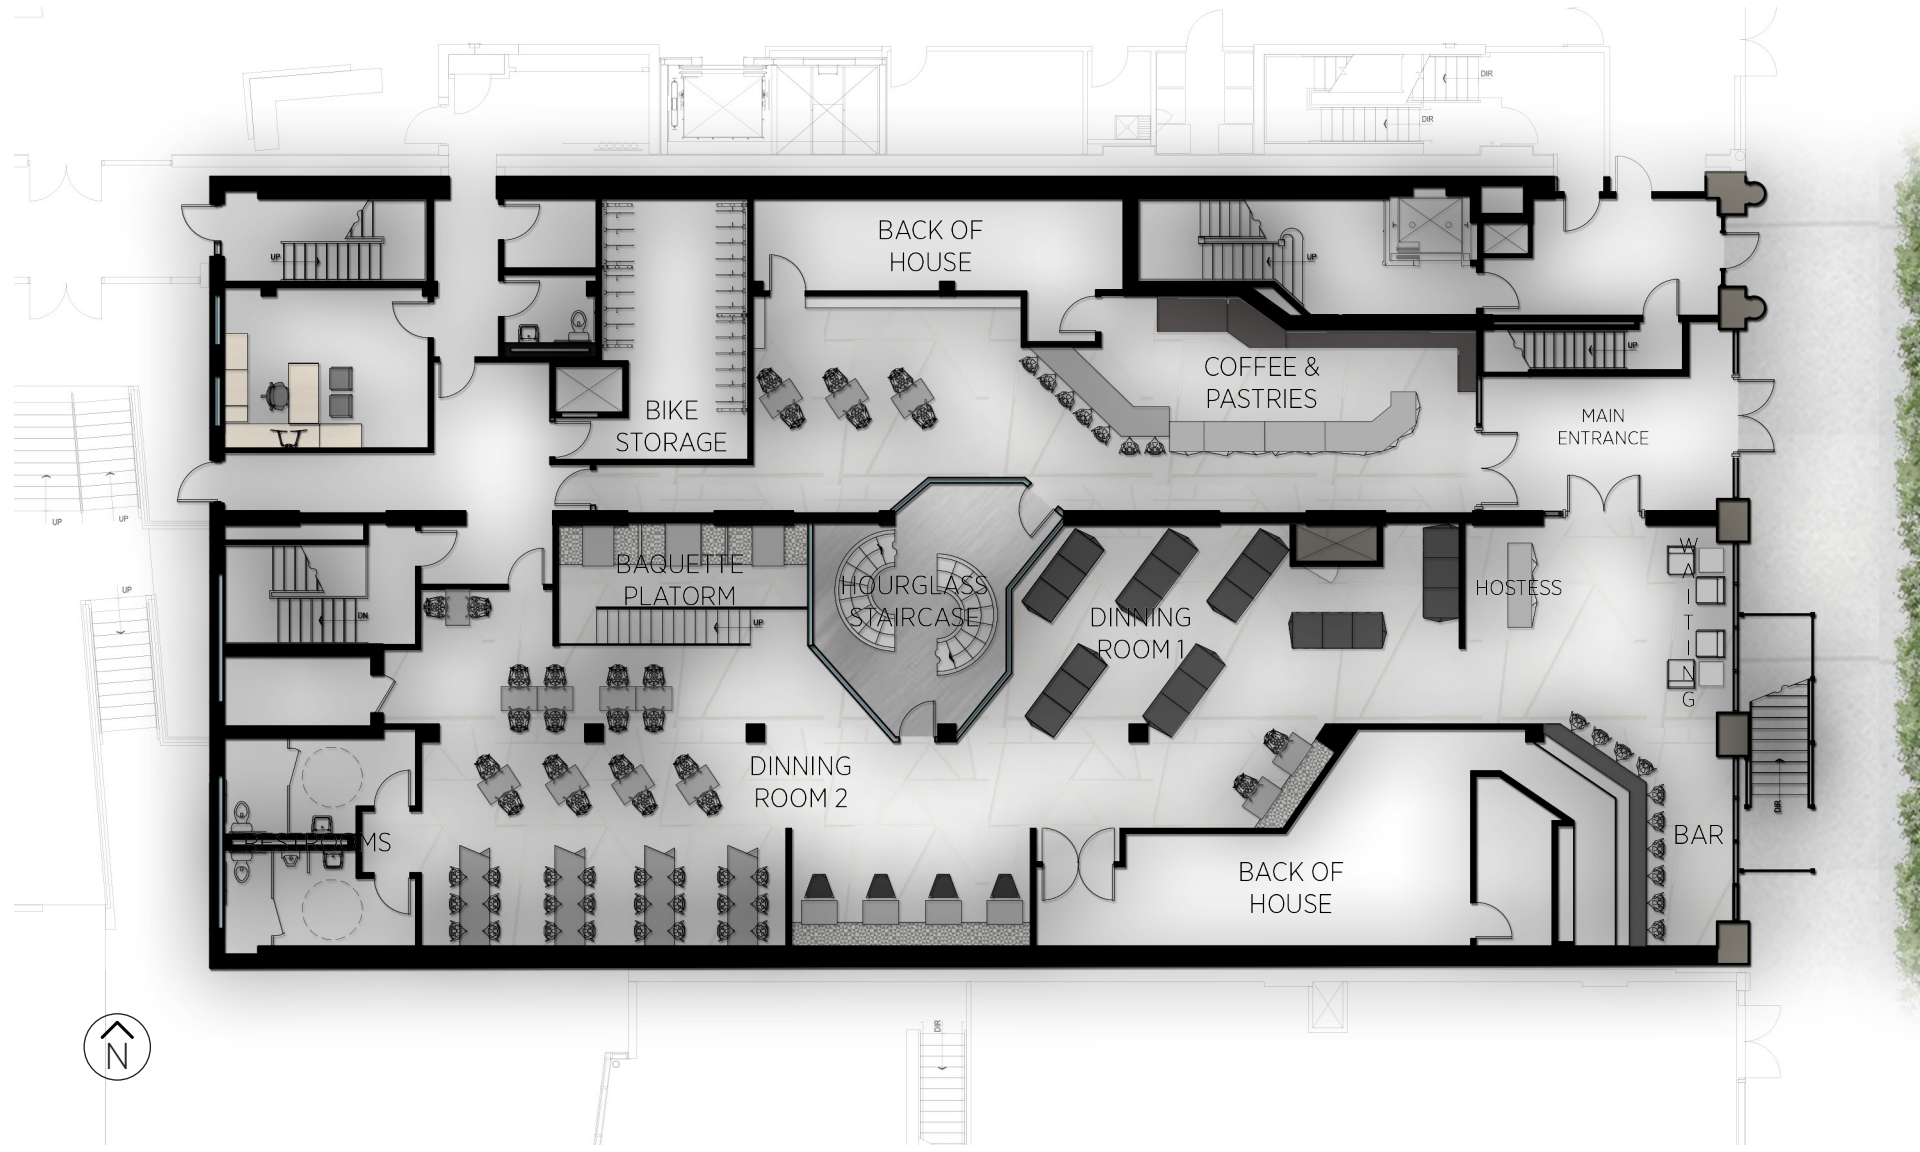 DIR
DIR
BACK OF
HOUSE
UP
UP
UP
COFFEE &
PASTRIES
BIKE
STORAGE
MAIN
ENTRANCE
UP
UP
BAQUETTE
PLATORM
HOURGLASS
STAIRCASE
DINNING
ROOM 1
HOSTESS
WAITING
UP
DN
UP
DINNING
ROOM 2
DIR
RESTROOMS
BAR
BACK OF
HOUSE
N
DIR